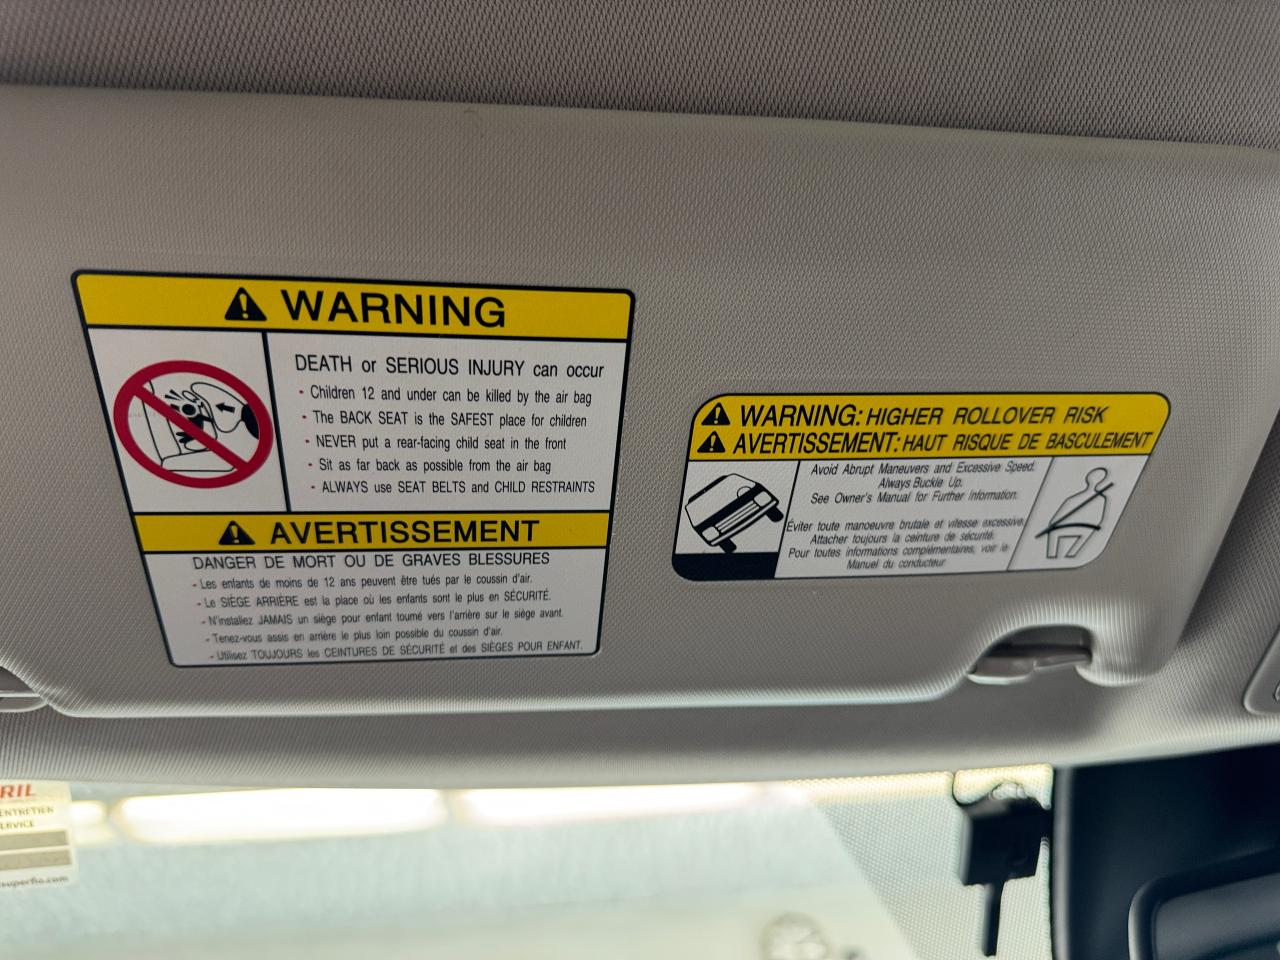 WARNING
DEATH or SERIOUS INJURY can occur
• Children 12 and under can be killed by the air bag
• The BACK SEAT is the SAFEST place for children
• NEVER put a rear-facing child seat in the front
• Sit as far back as possible from the air bag
• ALWAYS use SEAT BELTS and CHILD RESTRAINTS
AVERTISSEMENT
DANGER DE MORT OU DE GRAVES BLESSURES
- Les enfants de moins de 12 ans peuvent être tués par le coussin d'air.
- Le SIÈGE ARRIÈRE est la place où les enfants sont le plus en SÉCURITÉ.
- N'installez JAMAIS un siège pour enfant tourné vers l'arrière sur le siège avant.
- Tenez-vous assis en arrière le plus loin possible du coussin d'air.
- Utilisez TOUJOURS les CEINTURES DE SÉCURITÉ et des SIÈGES POUR ENFANT.
WARNING: HIGHER ROLLOVER RISK
AVERTISSEMENT: HAUT RISQUE DE BASCULEMENT
Avoid Abrupt Maneuvers and Excessive Speed.
Always Buckle Up.
See Owner's Manual for Further Information.
Éviter toute manoeuvre brutale et vitesse excessive.
Attacher toujours la ceinture de sécurité.
Pour toutes informations complémentaires, voir le
Manuel du conducteur
RIL
ENTRETIEN
ERVICE
superflo.com